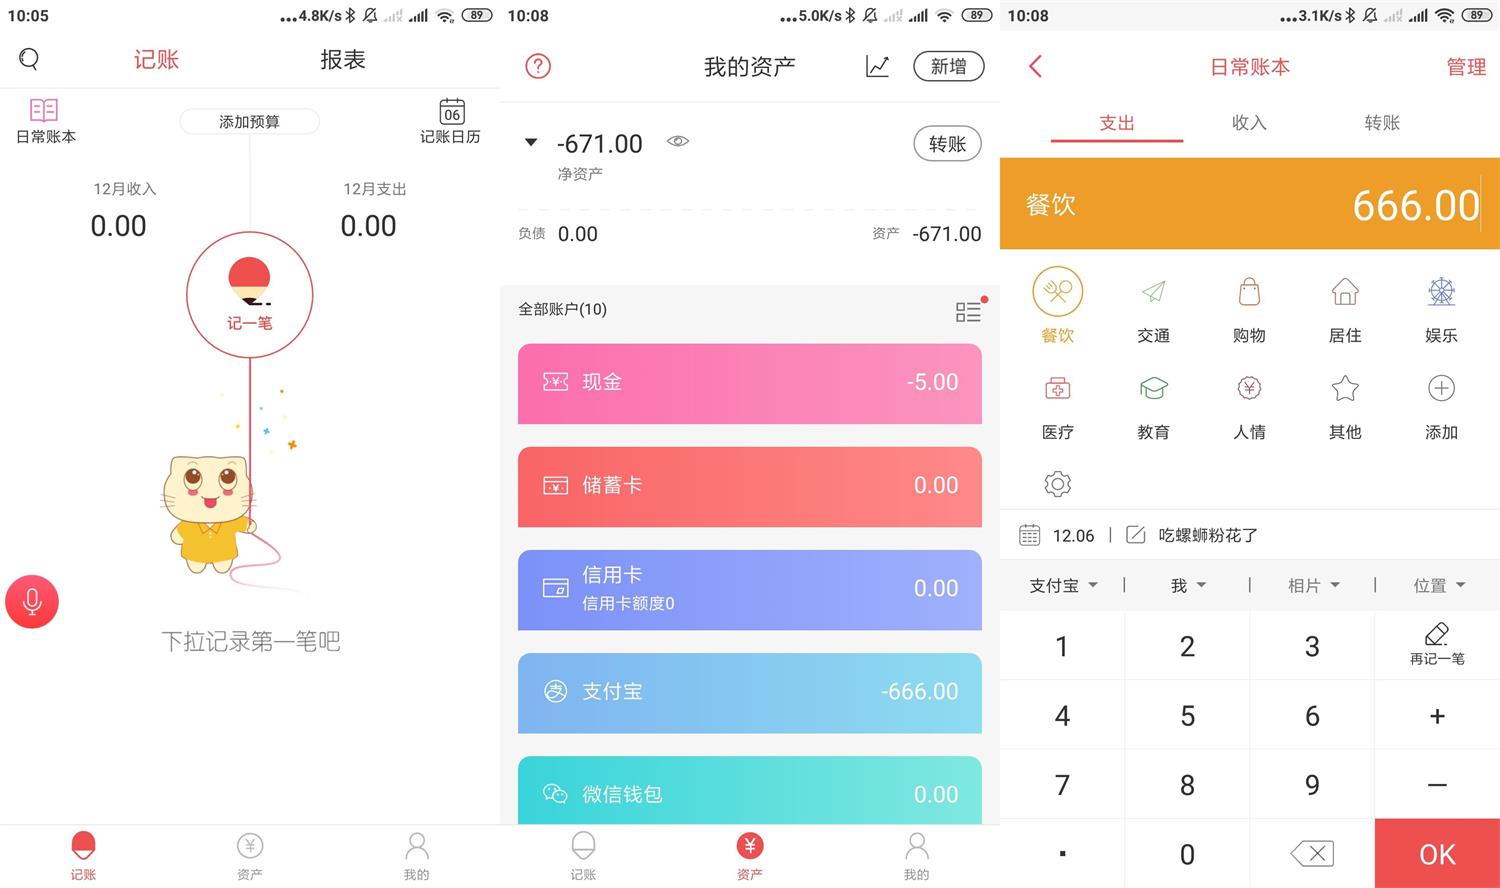 10:05
4.8K/s
89
记账
报表
日常账本
添加预算
06
记账日历
12月收入
0.00
12月支出
0.00
记一笔
下拉记录第一笔吧
记账
资产
我的
10:08
5.0K/s
89
我的资产
新增
-671.00
转账
净资产
负债 0.00
资产 -671.00
全部账户(10)
现金
-5.00
储蓄卡
0.00
信用卡
信用卡额度0
0.00
支付宝
-666.00
微信钱包
0.00
记账
资产
我的
10:08
3.1K/s
89
日常账本
管理
支出
收入
转账
餐饮
666.00
餐饮
交通
购物
居住
娱乐
医疗
教育
人情
其他
添加
12.06 | 吃螺蛳粉花了
支付宝 | 我 | 相片 | 位置
1
2
3
再记一笔
4
5
6
+
7
8
9
—
.
0
OK